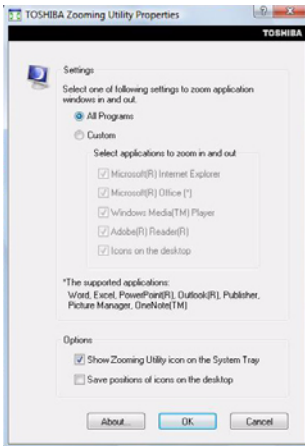 TOSHIBA Zooming Utility Properties
TOSHIBA
Settings
Select one of following settings to zoom application
windows in and out.
All Programs
Custom
Select applications to zoom in and out
Microsoft(R) Internet Explorer
Microsoft(R) Office (*)
Windows Media(TM) Player
Adobe(R) Reader(R)
Icons on the desktop
*The supported applications:
Word, Excel, PowerPoint(R), Outlook(R), Publisher,
Picture Manager, OneNote(TM)
Options
Show Zooming Utility icon on the System Tray
Save positions of icons on the desktop
About... OK Cancel